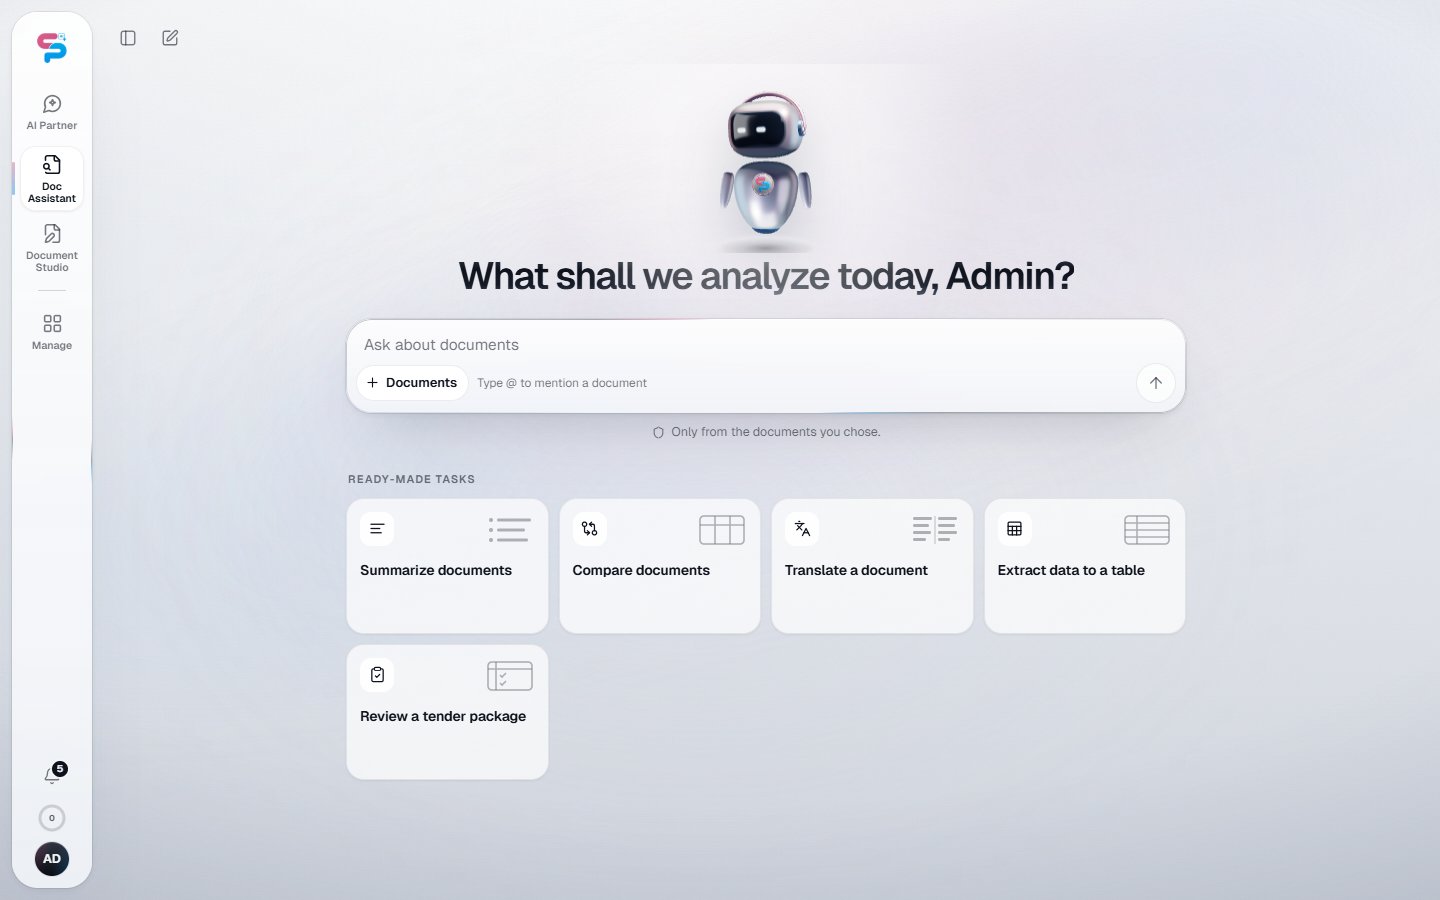 AI Partner
Doc
Assistant
Document
Studio
Manage
5
0
AD
What shall we analyze today, Admin?
Ask about documents
Documents
Type @ to mention a document
Only from the documents you chose.
READY-MADE TASKS
Summarize documents
Compare documents
Translate a document
Extract data to a table
Review a tender package